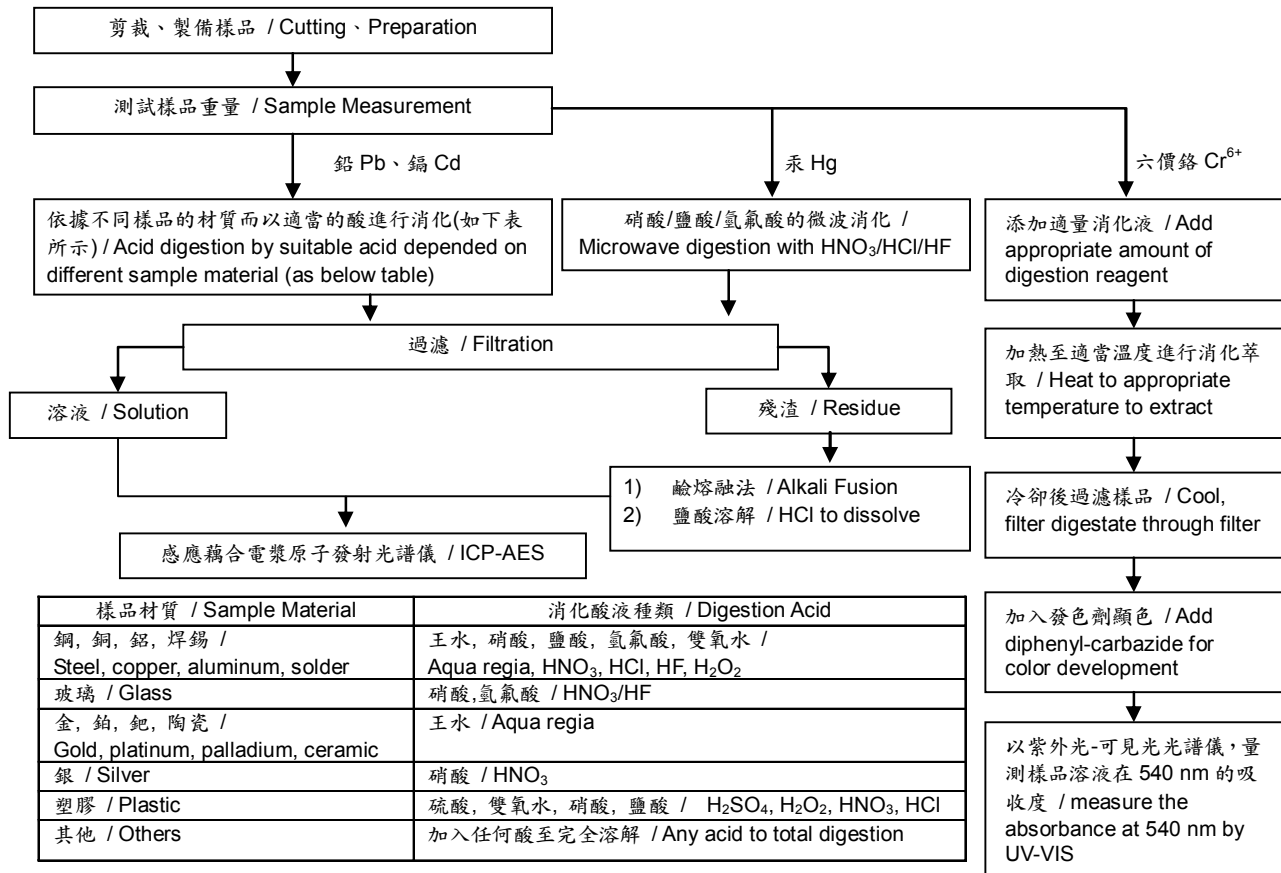 剪裁、製備樣品 / Cutting、Preparation
測試樣品重量 / Sample Measurement
鉛 Pb、鎘 Cd
汞 Hg
六價鉻 Cr⁶⁺
依據不同樣品的材質而以適當的酸進行消化(如下表
所示) / Acid digestion by suitable acid depended on
different sample material (as below table)
硝酸/鹽酸/氫氟酸的微波消化 /
Microwave digestion with HNO₃/HCl/HF
添加適量消化液 / Add
appropriate amount of
digestion reagent
過濾 / Filtration
加熱至適當溫度進行消化萃
取 / Heat to appropriate
temperature to extract
溶液 / Solution
殘渣 / Residue
1) 鹼熔融法 / Alkali Fusion
2) 鹽酸溶解 / HCl to dissolve
冷卻後過濾樣品 / Cool,
filter digestate through filter
感應藕合電漿原子發射光譜儀 / ICP-AES
加入發色劑顯色 / Add
diphenyl-carbazide for
color development
以紫外光-可見光光譜儀，量
測樣品溶液在 540 nm 的吸
收度 / measure the
absorbance at 540 nm by
UV-VIS
樣品材質 / Sample Material
消化酸液種類 / Digestion Acid
鋼, 銅, 鋁, 焊錫 /
Steel, copper, aluminum, solder
王水, 硝酸, 鹽酸, 氫氟酸, 雙氧水 /
Aqua regia, HNO₃, HCl, HF, H₂O₂
玻璃 / Glass
硝酸,氫氟酸 / HNO₃/HF
金, 鉑, 鈀, 陶瓷 /
Gold, platinum, palladium, ceramic
王水 / Aqua regia
銀 / Silver
硝酸 / HNO₃
塑膠 / Plastic
硫酸, 雙氧水, 硝酸, 鹽酸 / H₂SO₄, H₂O₂, HNO₃, HCl
其他 / Others
加入任何酸至完全溶解 / Any acid to total digestion